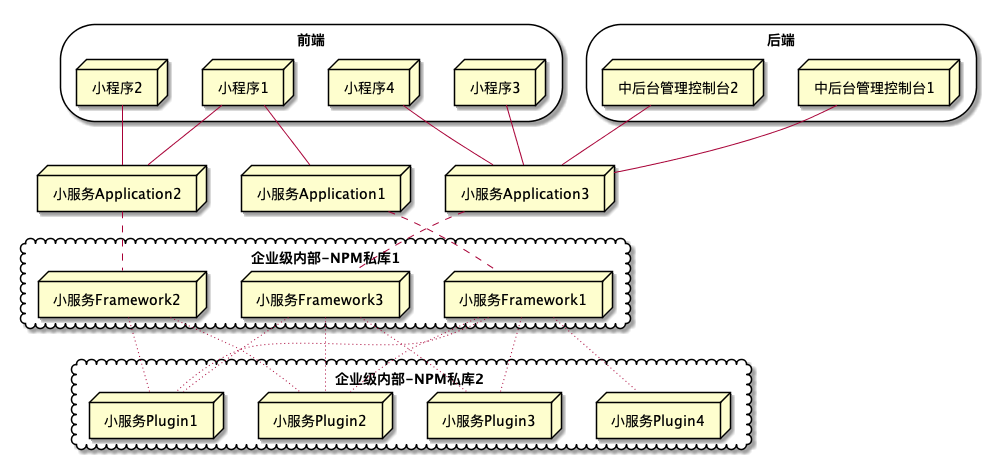 前端
后端
小程序2
小程序1
小程序4
小程序3
中后台管理控制台2
中后台管理控制台1
小服务Application2
小服务Application1
小服务Application3
企业级内部-NPM私库1
小服务Framework2
小服务Framework3
小服务Framework1
企业级内部-NPM私库2
小服务Plugin1
小服务Plugin2
小服务Plugin3
小服务Plugin4